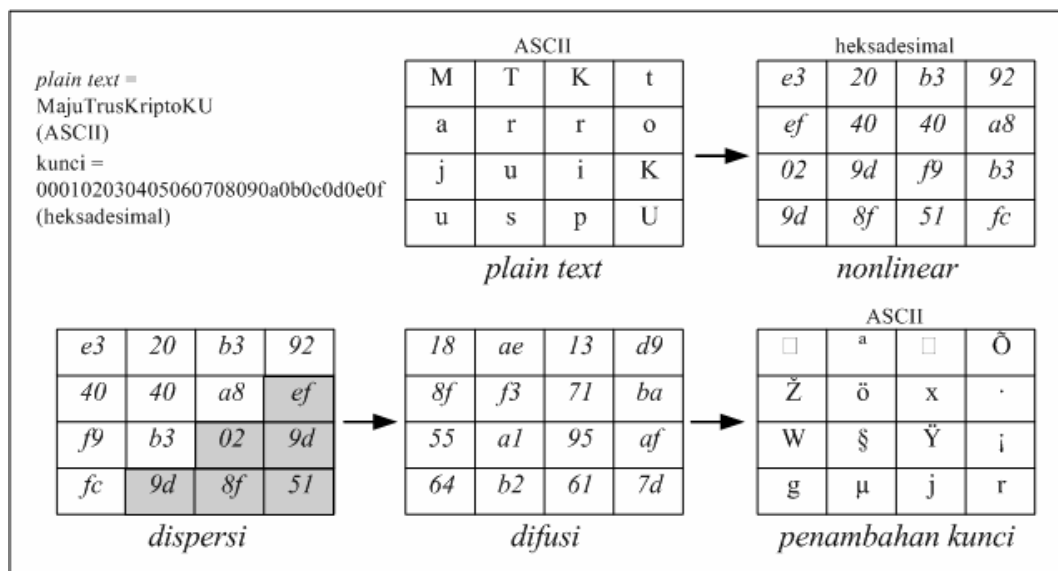 plain text =
MajuTrusKriptoKU
(ASCII)
kunci =
000102030405060708090a0b0c0d0e0f
(heksadesimal)
ASCII
M T K t
a r r o
j u i K
u s p U
plain text
heksadesimal
e3 20 b3 92
ef 40 40 a8
02 9d f9 b3
9d 8f 51 fc
nonlinear
e3 20 b3 92
40 40 a8 ef
f9 b3 02 9d
fc 9d 8f 51
dispersi
18 ae 13 d9
8f f3 71 ba
55 a1 95 af
64 b2 61 7d
difusi
ASCII
□ ª □ Õ
Ž ö x ·
W § Ÿ ¡
g µ j r
penambahan kunci